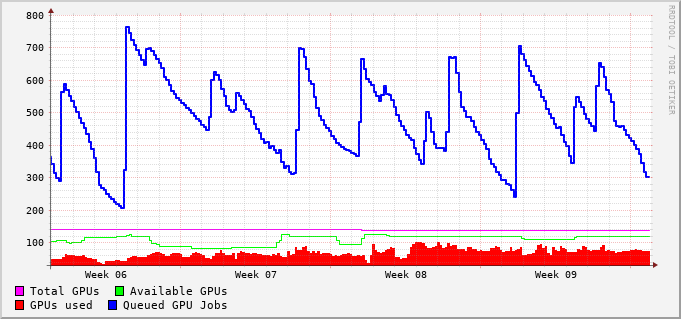 800
700
600
500
400
300
200
100
Week 06 Week 07 Week 08 Week 09
Total GPUs Available GPUs
GPUs used Queued GPU Jobs
RRDTOOL / TOBI OETIKER